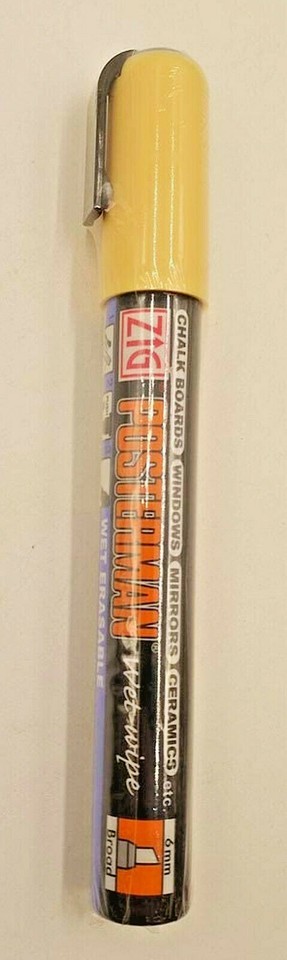 ZIG
CHALK BOARDS WINDOWS MIRRORS CERAMICS etc.
POSTERMAN®
Wet-wipe
WET ERASABLE
6mm
Broad